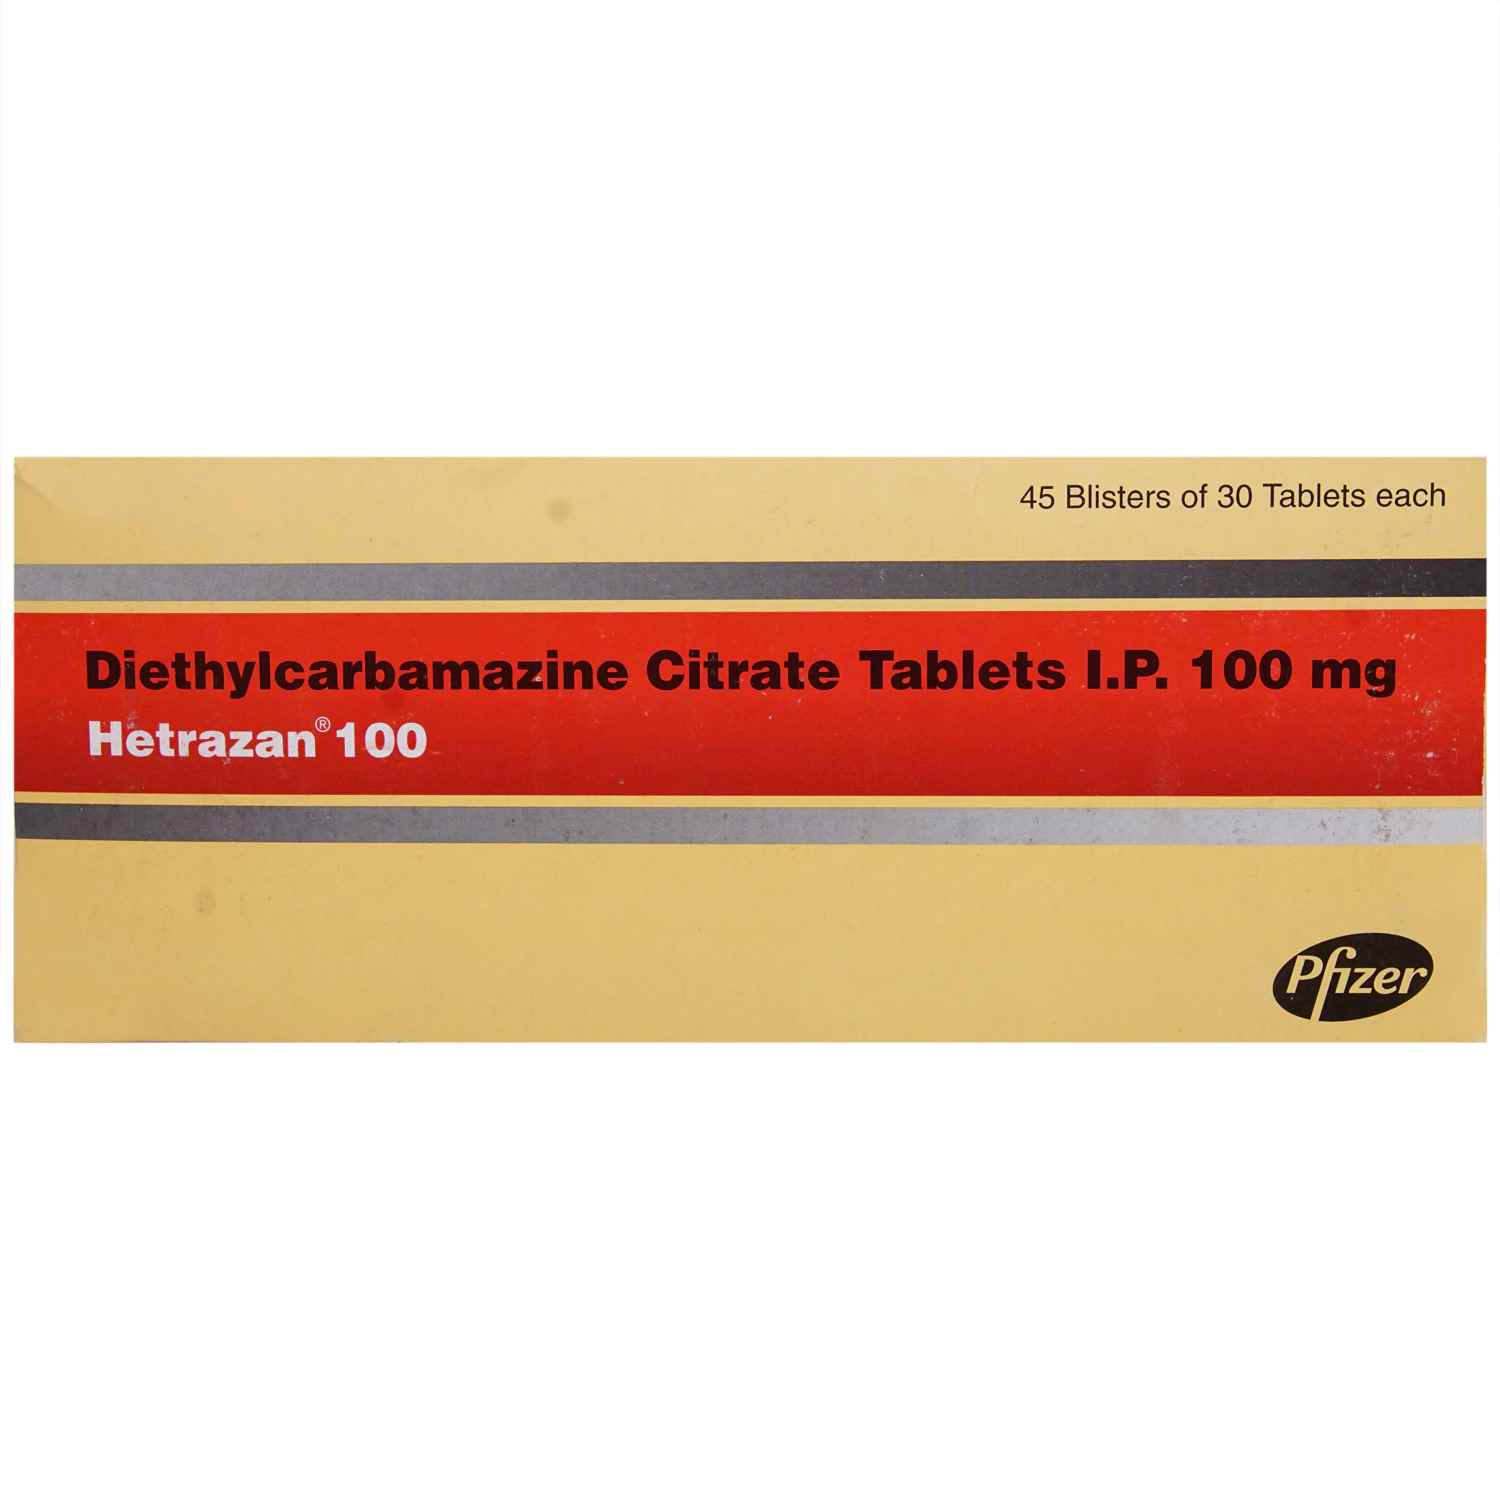 45 Blisters of 30 Tablets each
Diethylcarbamazine Citrate Tablets I.P. 100 mg
Hetrazan® 100
Pfizer